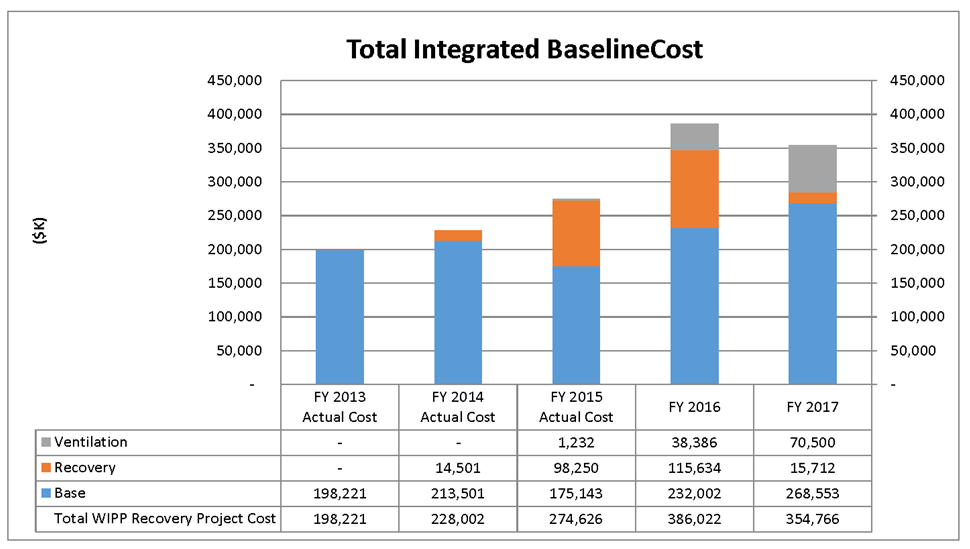 Total Integrated BaselineCost
450,000 450,000
400,000 400,000
350,000 350,000
300,000 300,000
250,000 250,000
200,000 200,000
150,000 150,000
100,000 100,000
50,000 50,000
- -
($K)
FY 2013 FY 2014 FY 2015 FY 2016 FY 2017
Actual Cost Actual Cost Actual Cost
Ventilation - - 1,232 38,386 70,500
Recovery - 14,501 98,250 115,634 15,712
Base 198,221 213,501 175,143 232,002 268,553
Total WIPP Recovery Project Cost 198,221 228,002 274,626 386,022 354,766